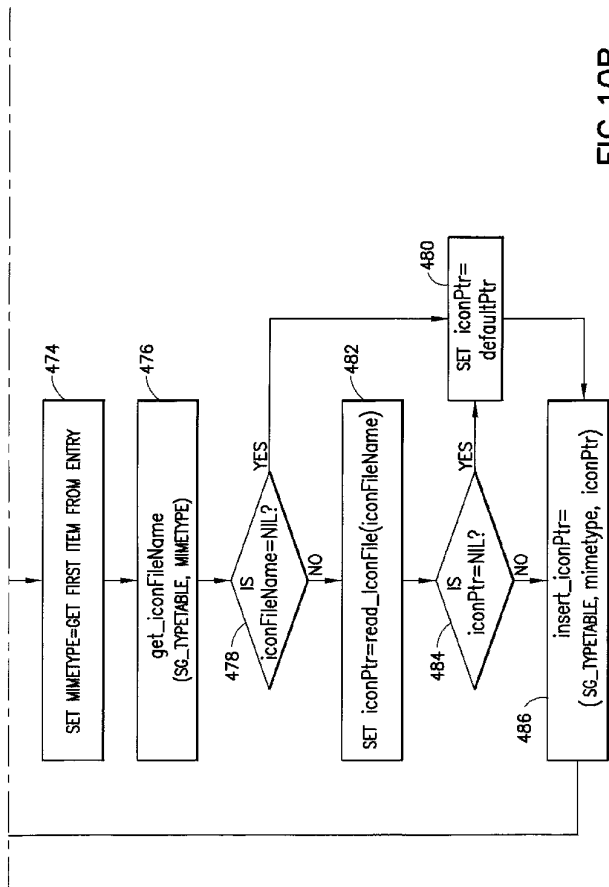 474
SET MIMETYPE=GET FIRST ITEM FROM ENTRY
476
get_iconFileName
(SG_TYPETABLE, MIMETYPE)
478
IS
iconFileName=NIL?
YES
NO
480
SET iconPtr=
defaultPtr
482
SET iconPtr=read_IconFile(iconFileName)
484
IS
iconPtr=NIL?
YES
NO
486
insert_iconPtr=
(SG_TYPETABLE, mimetype, iconPtr)